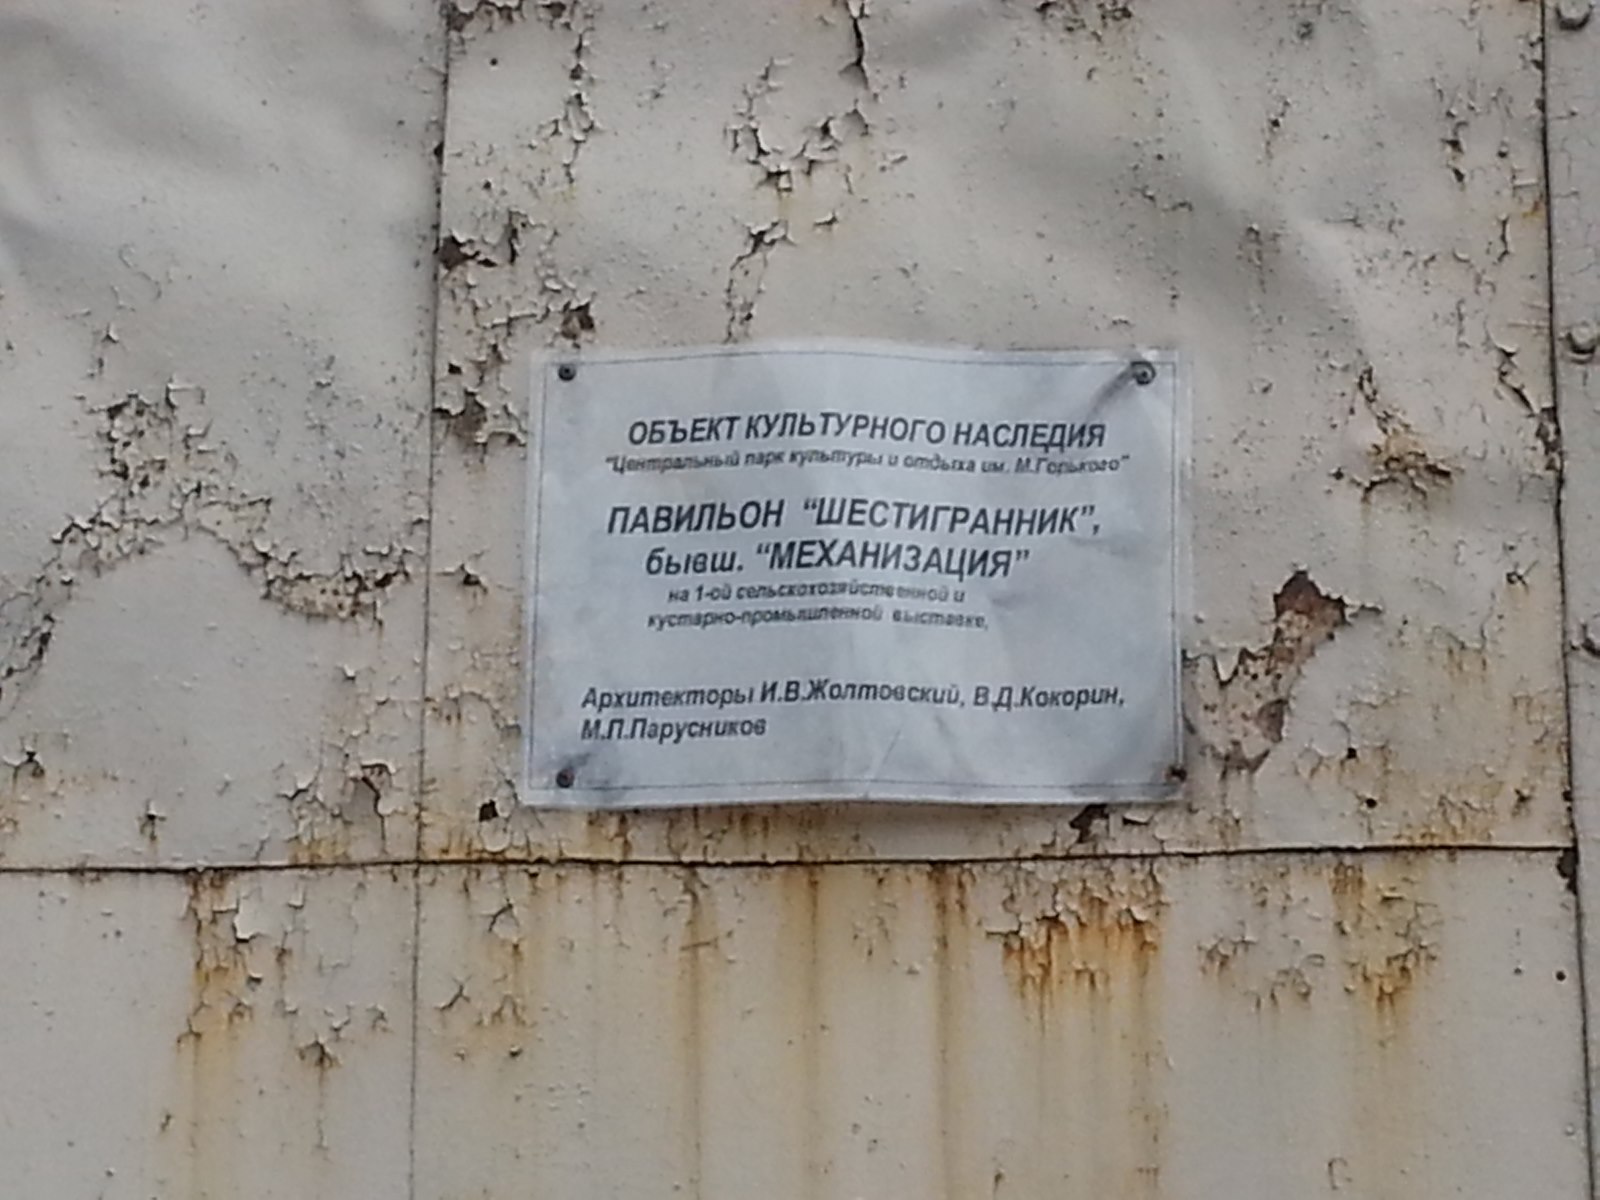 ОБЪЕКТ КУЛЬТУРНОГО НАСЛЕДИЯ
"Центральный парк культуры и отдыха им. М.Горького"
ПАВИЛЬОН "ШЕСТИГРАННИК",
бывш. "МЕХАНИЗАЦИЯ"
на 1-ой сельскохозяйственной и
кустарно-промышленной выставке,
Архитекторы И.В.Жолтовский, В.Д.Кокорин,
М.П.Парусников